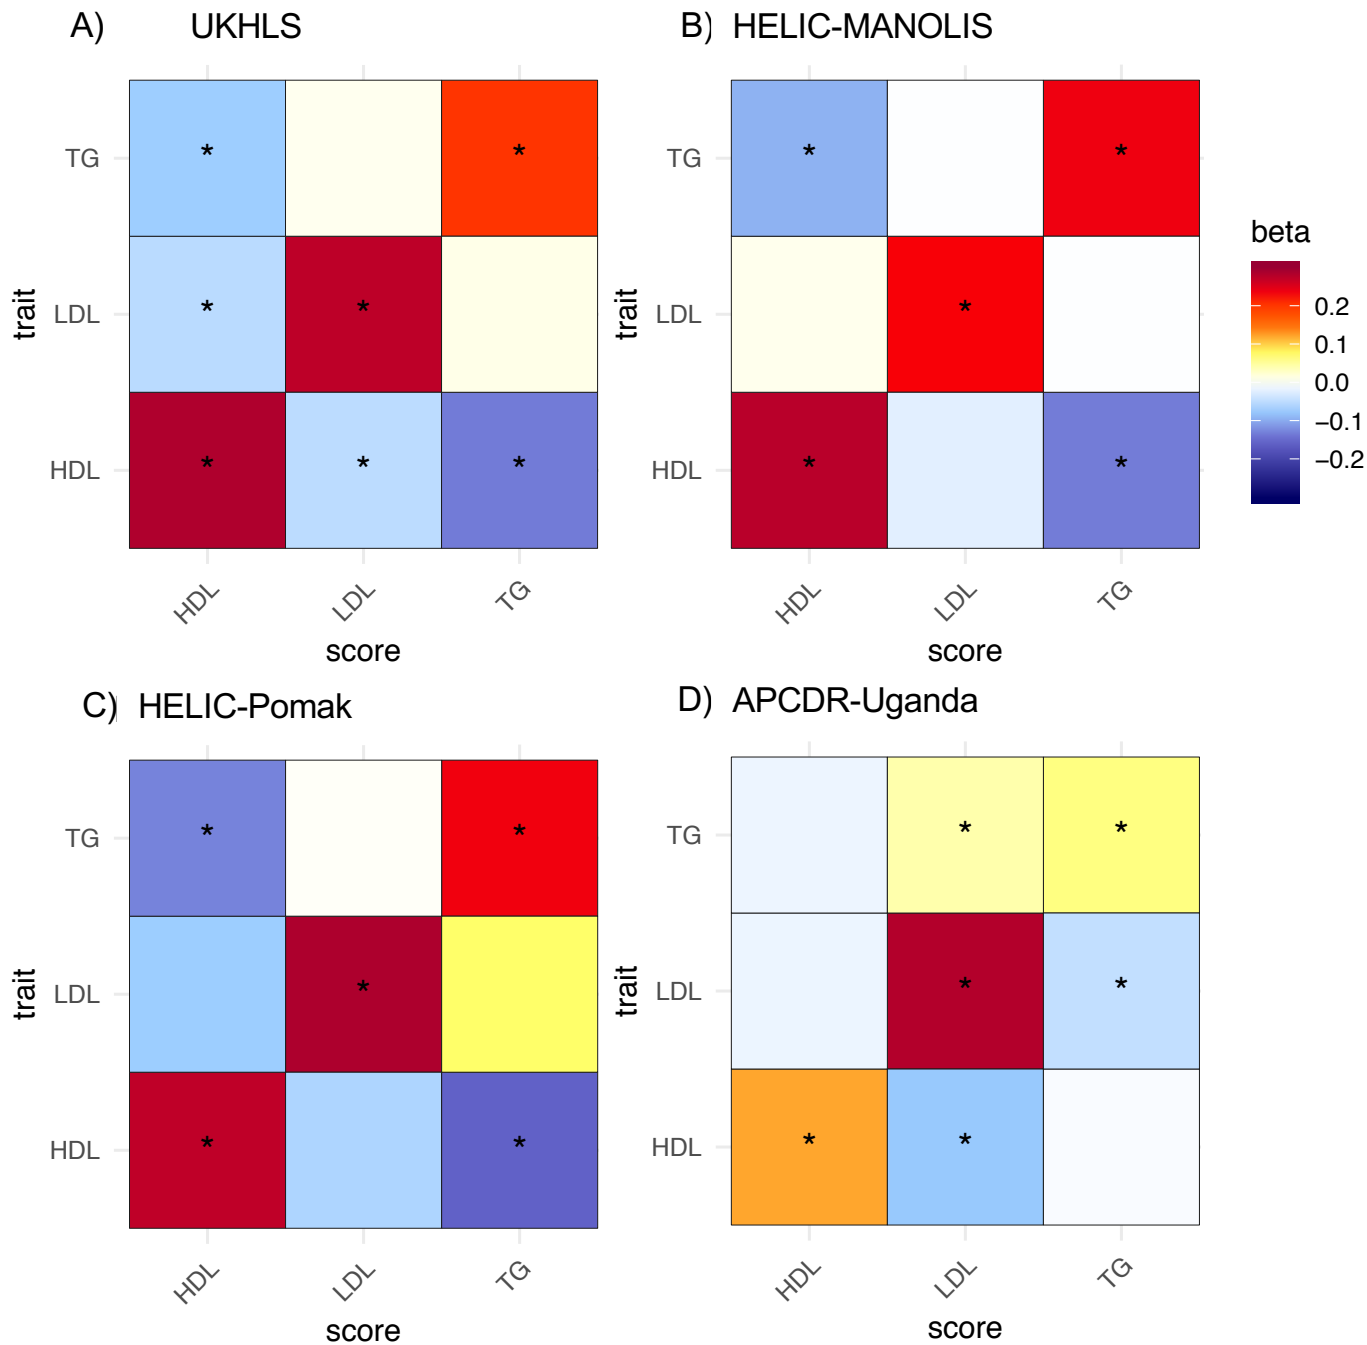 A) UKHLS
TG * *
LDL * *
HDL * * *
trait
HDL LDL TG
score
B) HELIC-MANOLIS
TG * *
LDL *
HDL * *
trait
HDL LDL TG
score
beta
0.2
0.1
0.0
−0.1
−0.2
C) HELIC-Pomak
TG * *
LDL *
HDL * *
trait
HDL LDL TG
score
D) APCDR-Uganda
TG * *
LDL * *
HDL * *
trait
HDL LDL TG
score